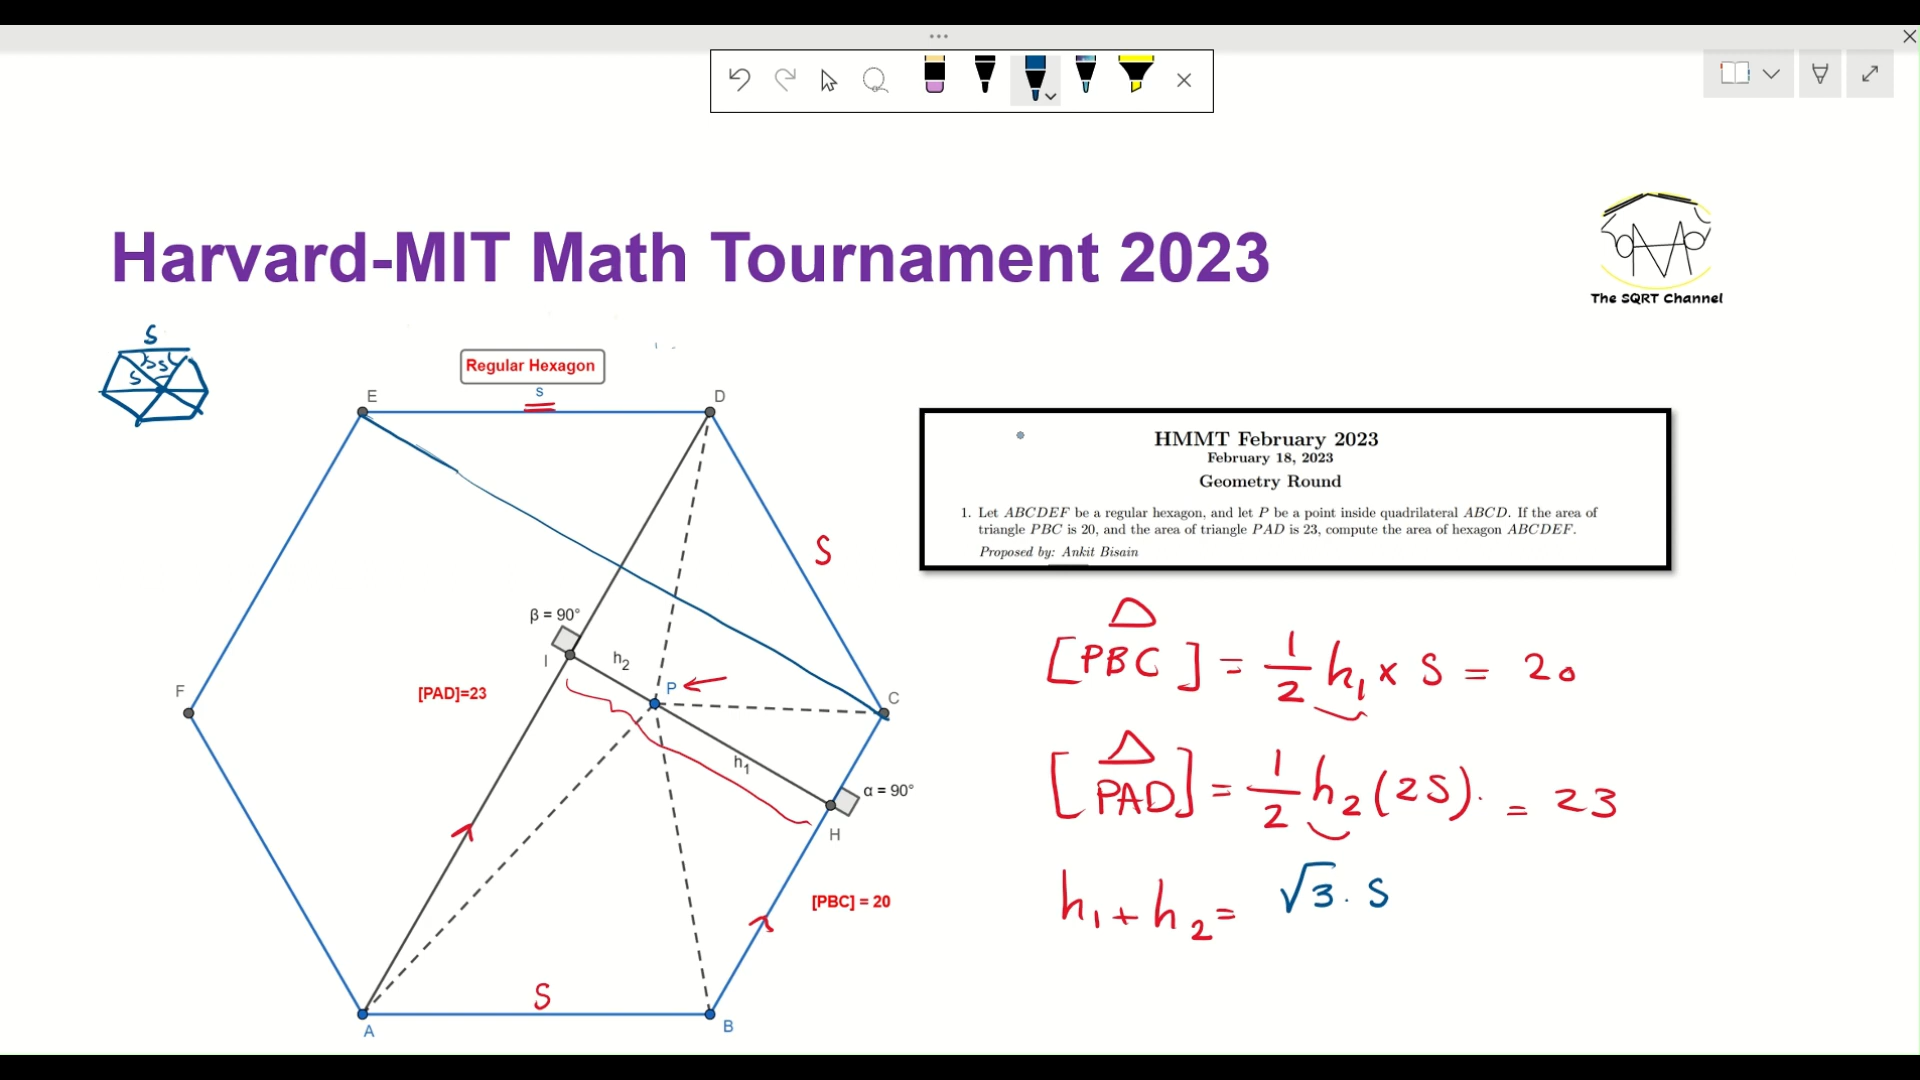 Harvard-MIT Math Tournament 2023
The SQRT Channel
S
S S
S
Regular Hexagon
s
E
D
S
HMMT February 2023
February 18, 2023
Geometry Round
1. Let ABCDEF be a regular hexagon, and let P be a point inside quadrilateral ABCD. If the area of
triangle PBC is 20, and the area of triangle PAD is 23, compute the area of hexagon ABCDEF.
Proposed by: Ankit Bisain
β = 90°
I
h₂
P
[PAD]=23
F
C
h₁
α = 90°
H
[PBC] = 20
S
A
B
[PBC] = 1/2 h₁ × S = 20
[PAD] = 1/2 h₂ (2S). = 23
h₁ + h₂ = √3 . S